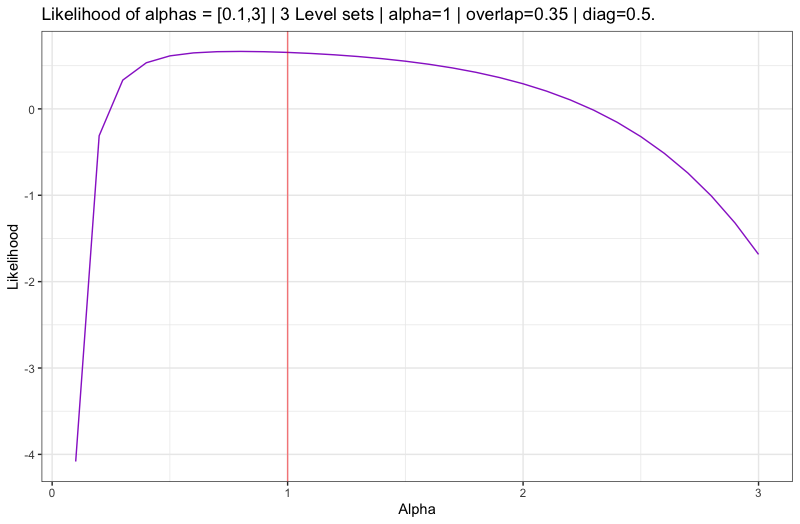 Likelihood of alphas = [0.1,3] | 3 Level sets | alpha=1 | overlap=0.35 | diag=0.5.
Likelihood
0
-1
-2
-3
-4
0 1 2 3
Alpha